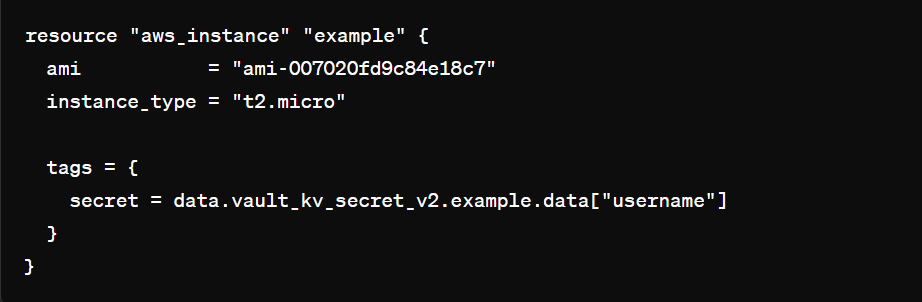 resource "aws_instance" "example" {
  ami           = "ami-007020fd9c84e18c7"
  instance_type = "t2.micro"

  tags = {
    secret = data.vault_kv_secret_v2.example.data["username"]
  }
}